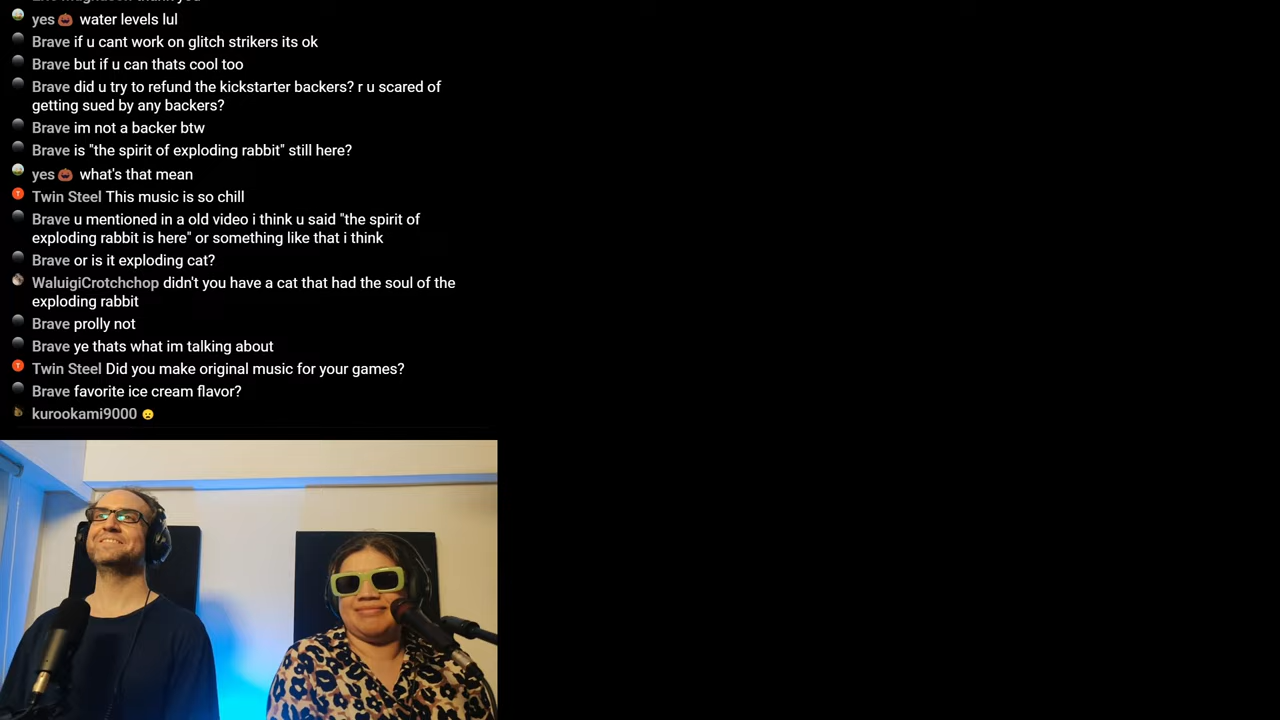 yes water levels lul
Brave if u cant work on glitch strikers its ok
Brave but if u can thats cool too
Brave did u try to refund the kickstarter backers? r u scared of
getting sued by any backers?
Brave im not a backer btw
Brave is "the spirit of exploding rabbit" still here?
yes what's that mean
T Twin Steel This music is so chill
Brave u mentioned in a old video i think u said "the spirit of
exploding rabbit is here" or something like that i think
Brave or is it exploding cat?
WaluigiCrotchchop didn't you have a cat that had the soul of the
exploding rabbit
Brave prolly not
Brave ye thats what im talking about
T Twin Steel Did you make original music for your games?
Brave favorite ice cream flavor?
kurookami9000